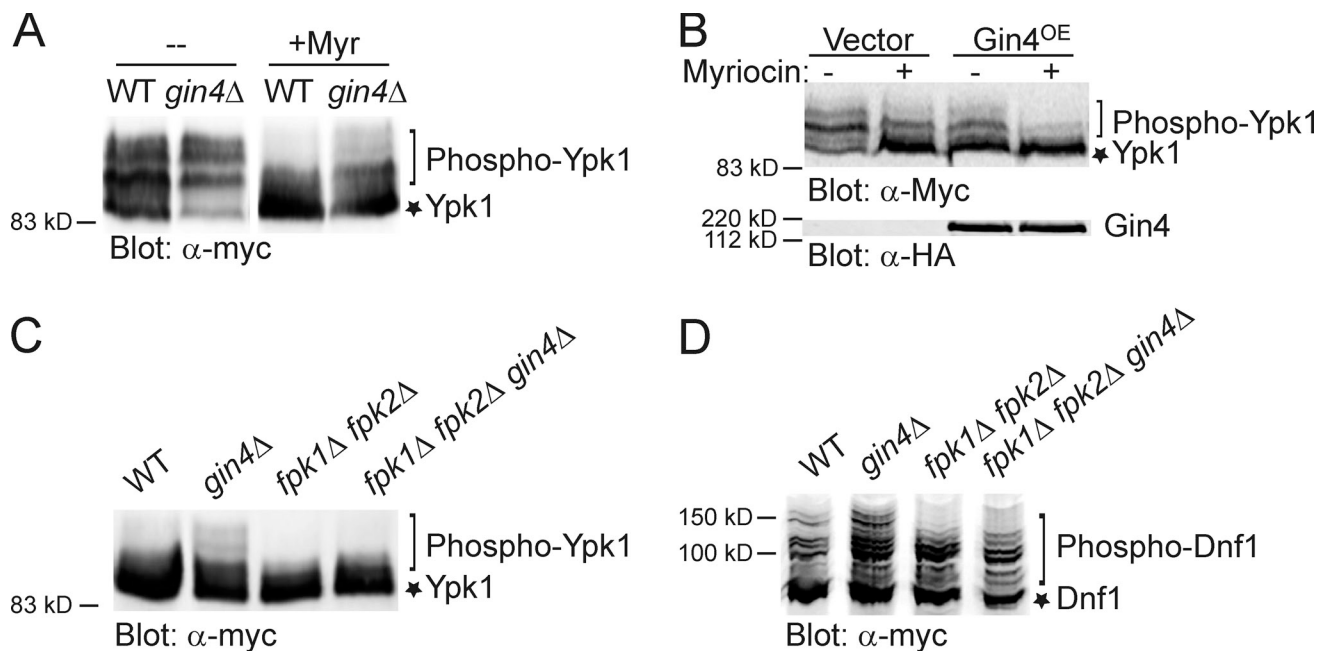 A
-- +Myr
WT gin4Δ WT gin4Δ
Phospho-Ypk1
★Ypk1
83 kD
Blot: α-myc
B
Vector Gin4OE
Myriocin: - + - +
Phospho-Ypk1
★Ypk1
83 kD
Blot: α-Myc
220 kD
Gin4
112 kD
Blot: α-HA
C
WT gin4Δ fpk1Δ fpk2Δ fpk1Δ fpk2Δ gin4Δ
Phospho-Ypk1
★Ypk1
83 kD
Blot: α-myc
D
WT gin4Δ fpk1Δ fpk2Δ fpk1Δ fpk2Δ gin4Δ
150 kD
Phospho-Dnf1
100 kD
★Dnf1
Blot: α-myc